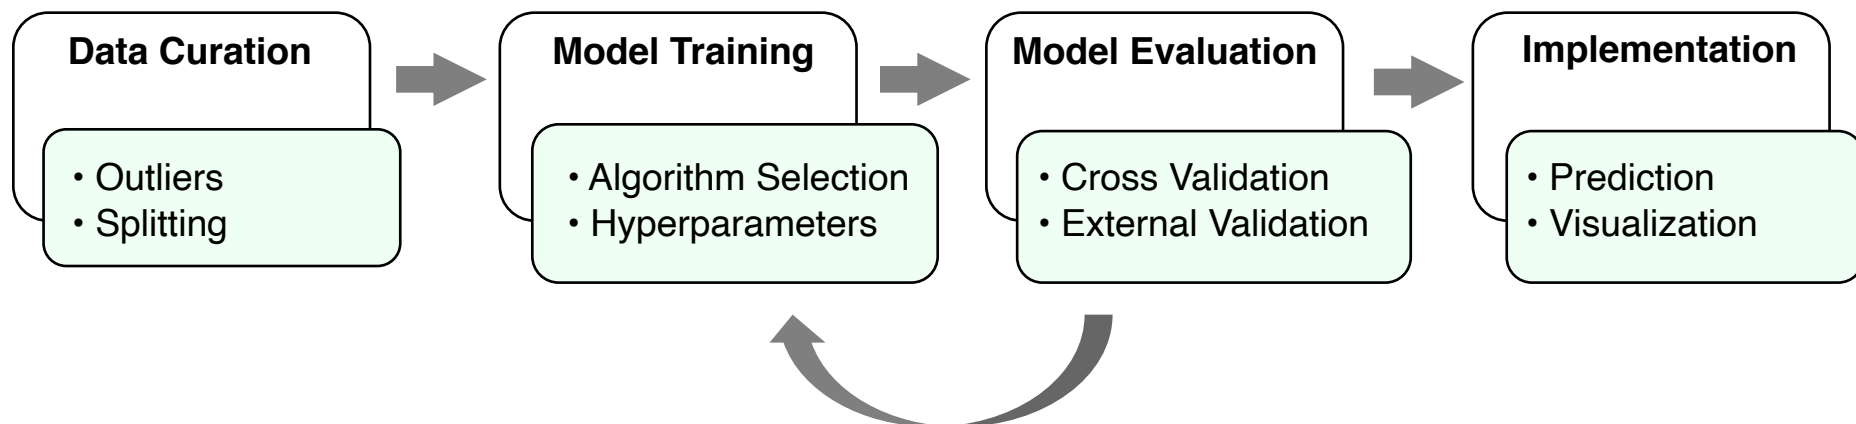 Data Curation
• Outliers
• Splitting
Model Training
• Algorithm Selection
• Hyperparameters
Model Evaluation
• Cross Validation
• External Validation
Implementation
• Prediction
• Visualization